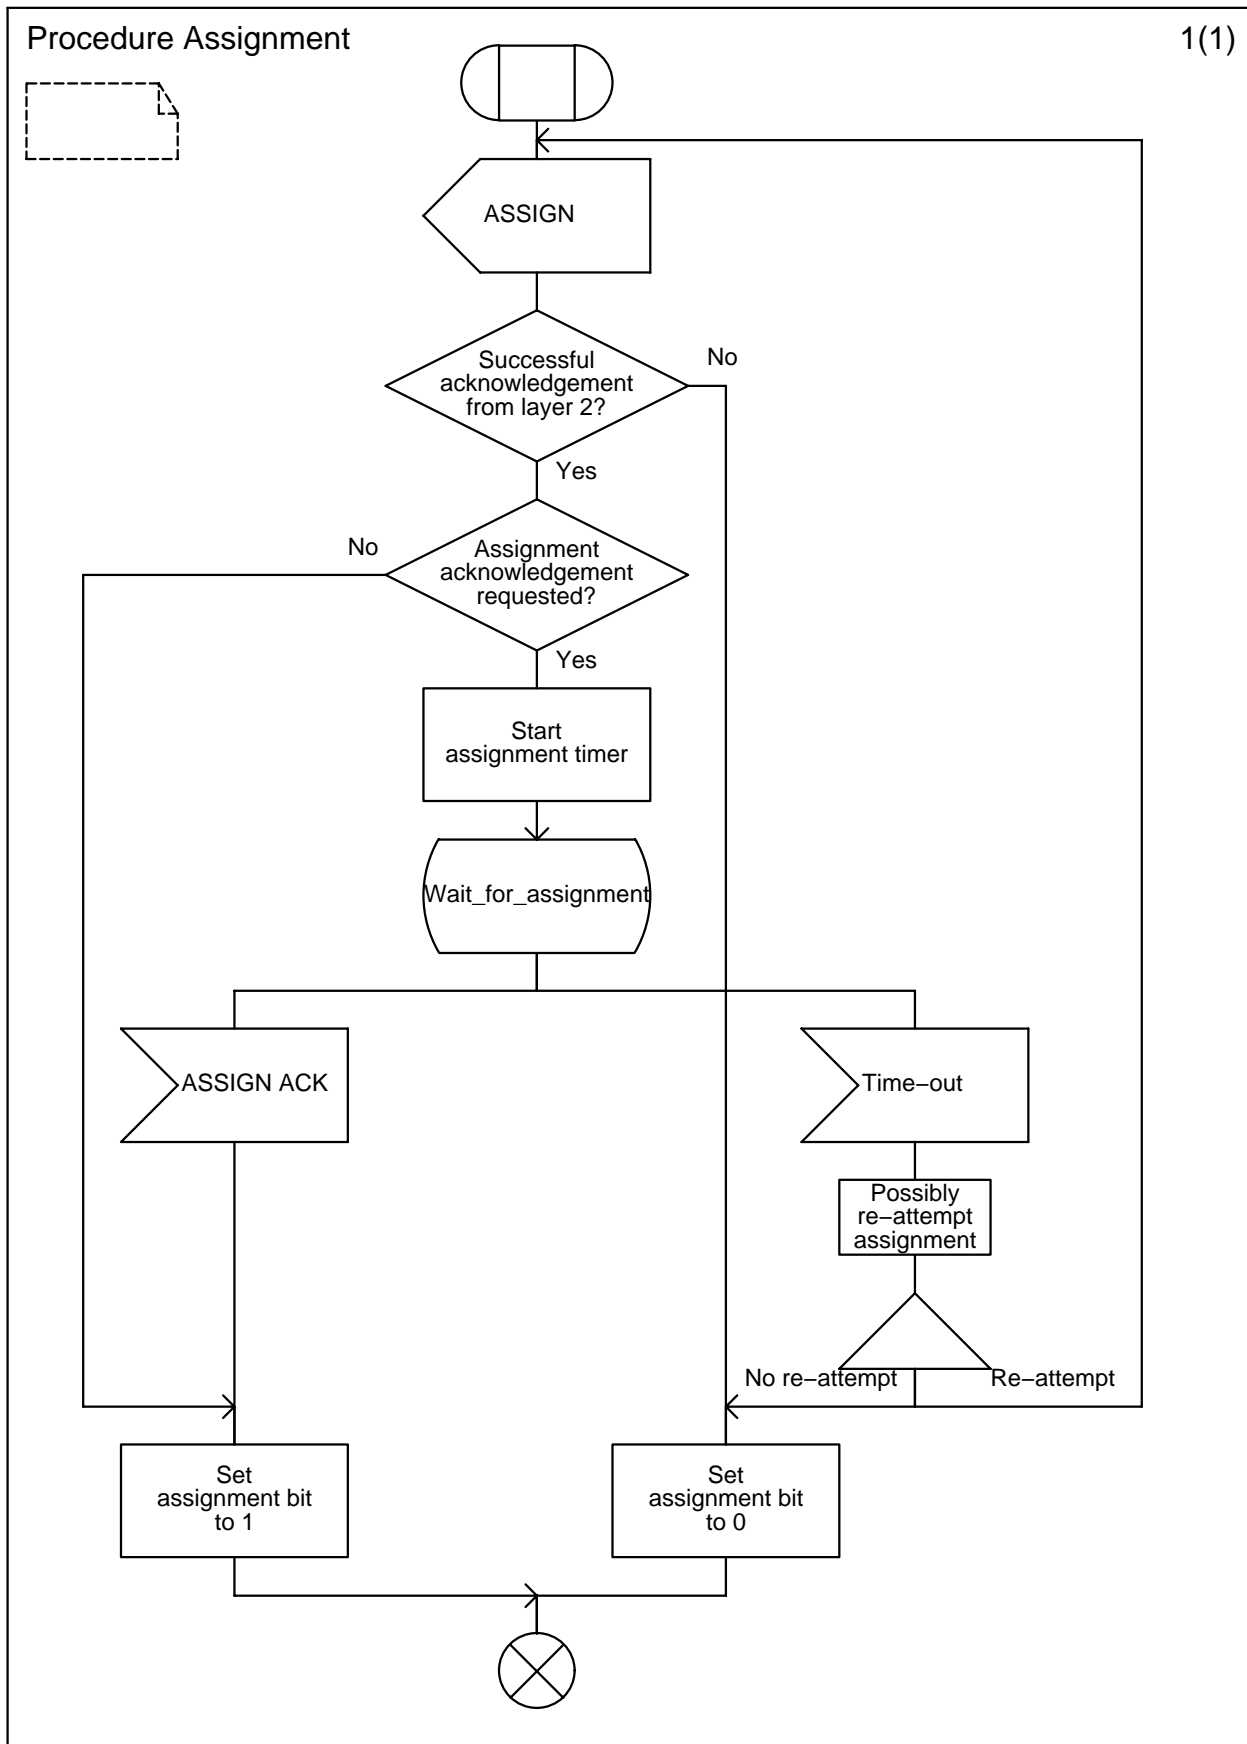 Procedure Assignment
1(1)
ASSIGN
Successful
acknowledgement
from layer 2?
No
Yes
No
Assignment
acknowledgement
requested?
Yes
Start
assignment timer
Wait_for_assignment
ASSIGN ACK
Time−out
Possibly
re−attempt
assignment
No re−attempt
Re−attempt
Set
assignment bit
to 1
Set
assignment bit
to 0